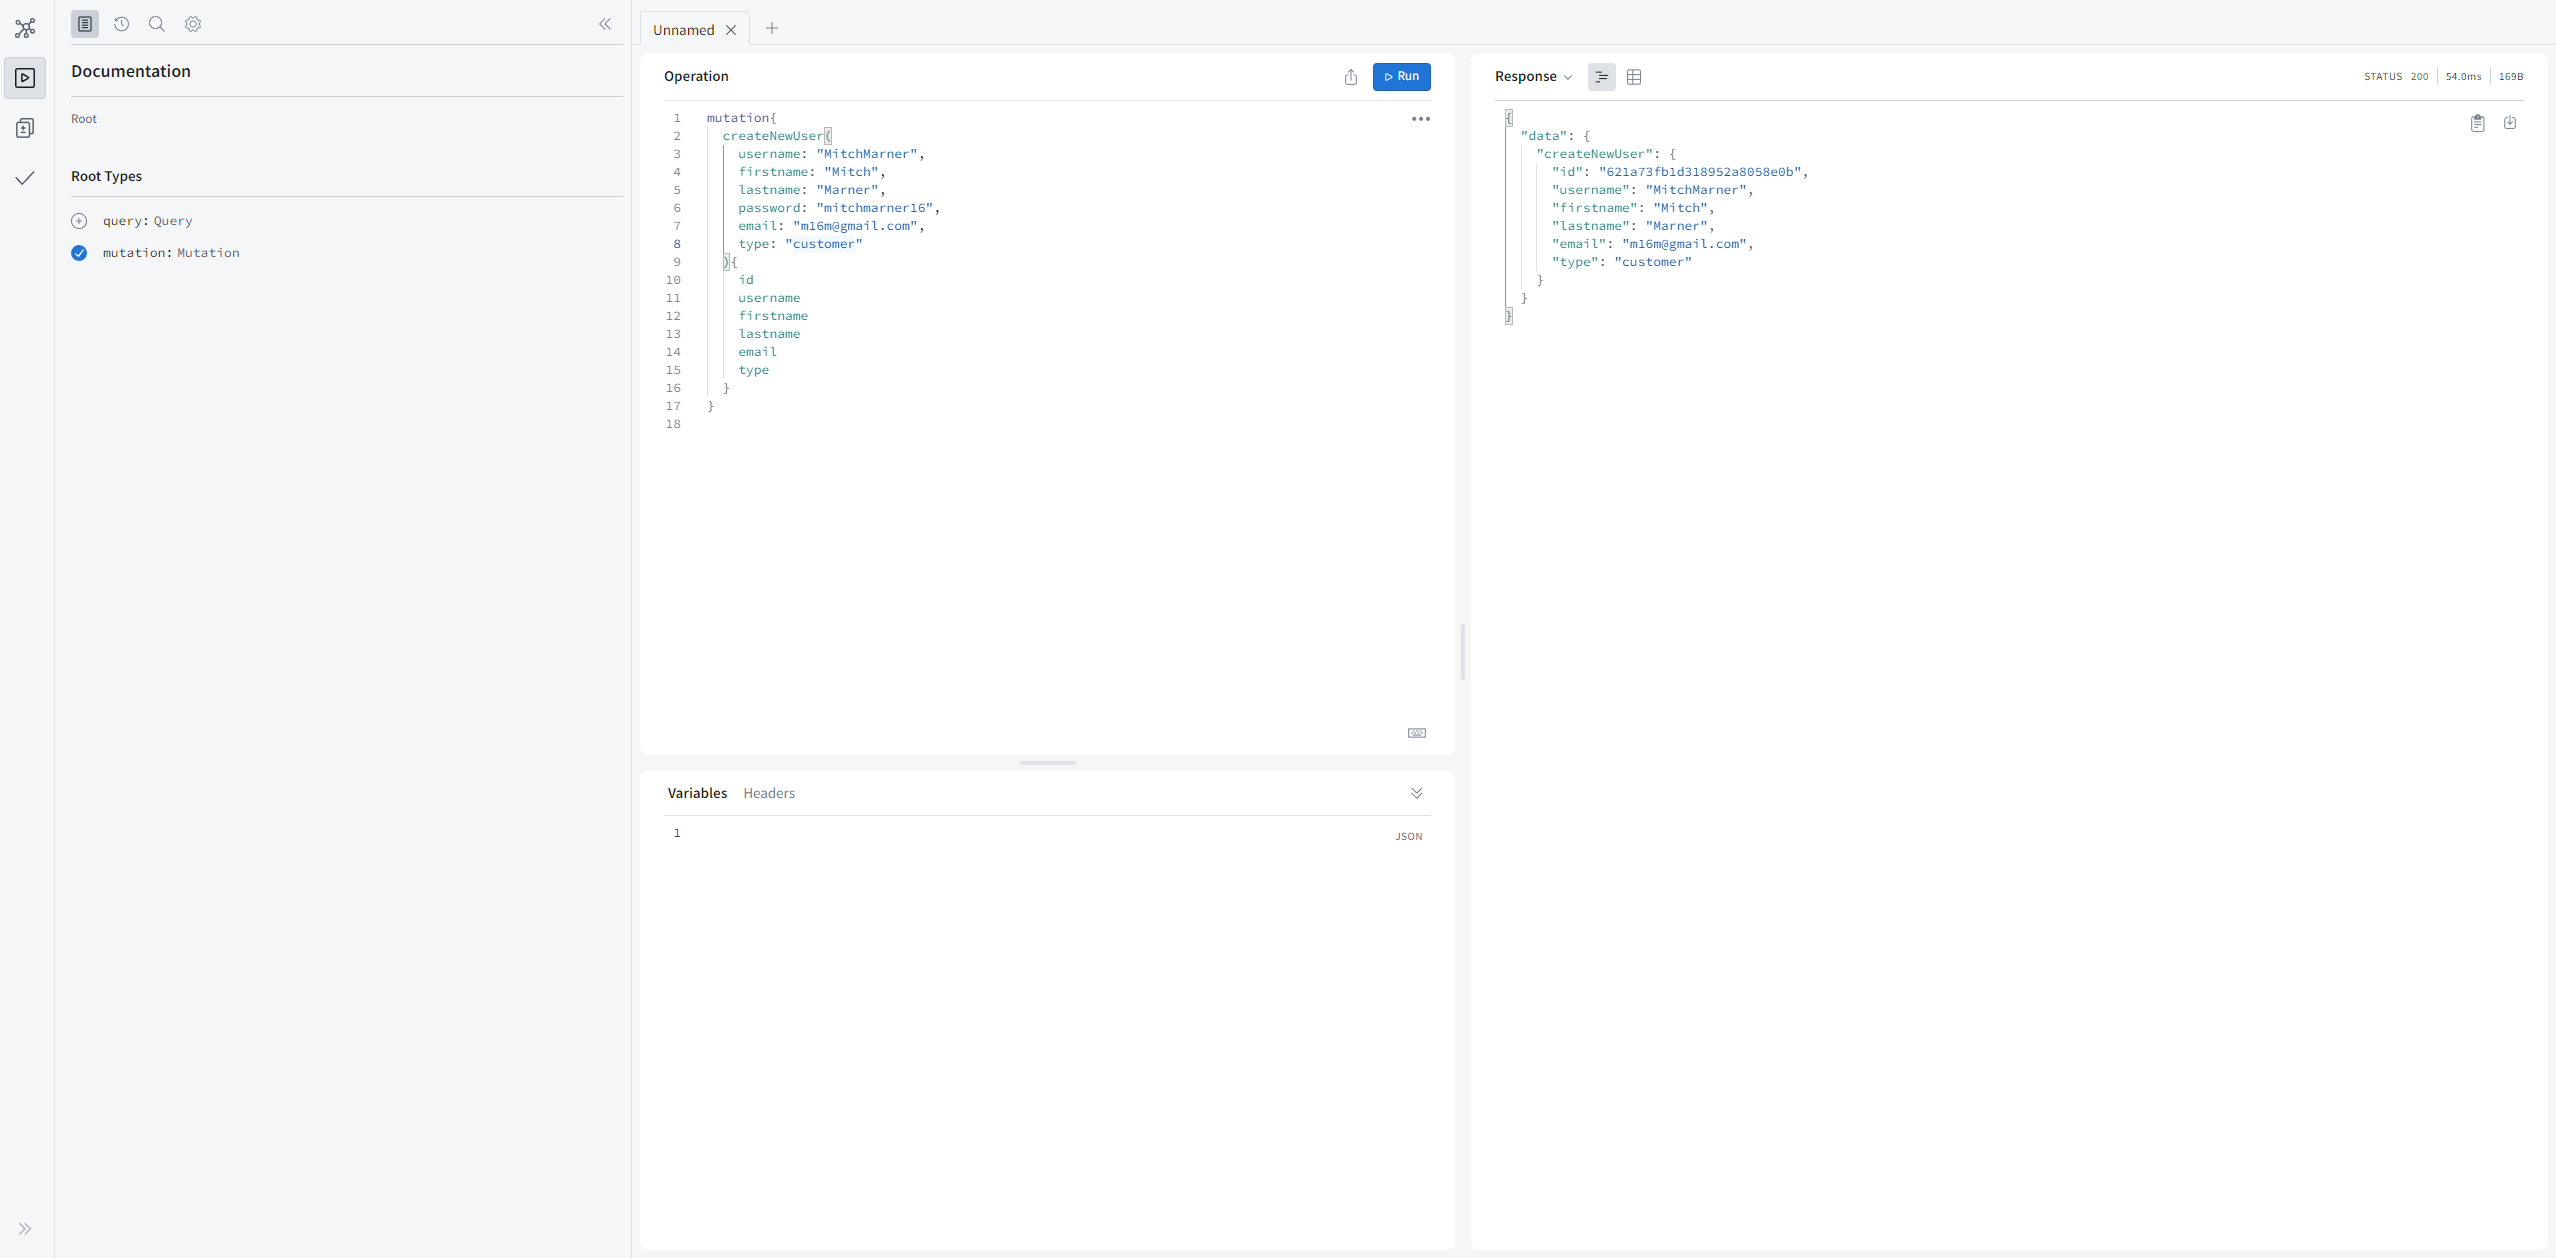 Documentation
Root
Root Types
query: Query
mutation: Mutation
Unnamed
Operation
Run
1 mutation{
2 createNewUser(
3 username: "MitchMarner",
4 firstname: "Mitch",
5 lastname: "Marner",
6 password: "mitchmarner16",
7 email: "m16m@gmail.com",
8 type: "customer"
9 ){
10 id
11 username
12 firstname
13 lastname
14 email
15 type
16 }
17 }
18
Variables Headers
1
JSON
Response
STATUS 200 54.0ms 169B
{
"data": {
"createNewUser": {
"id": "621a73fb1d318952a8058e0b",
"username": "MitchMarner",
"firstname": "Mitch",
"lastname": "Marner",
"email": "m16m@gmail.com",
"type": "customer"
}
}
}